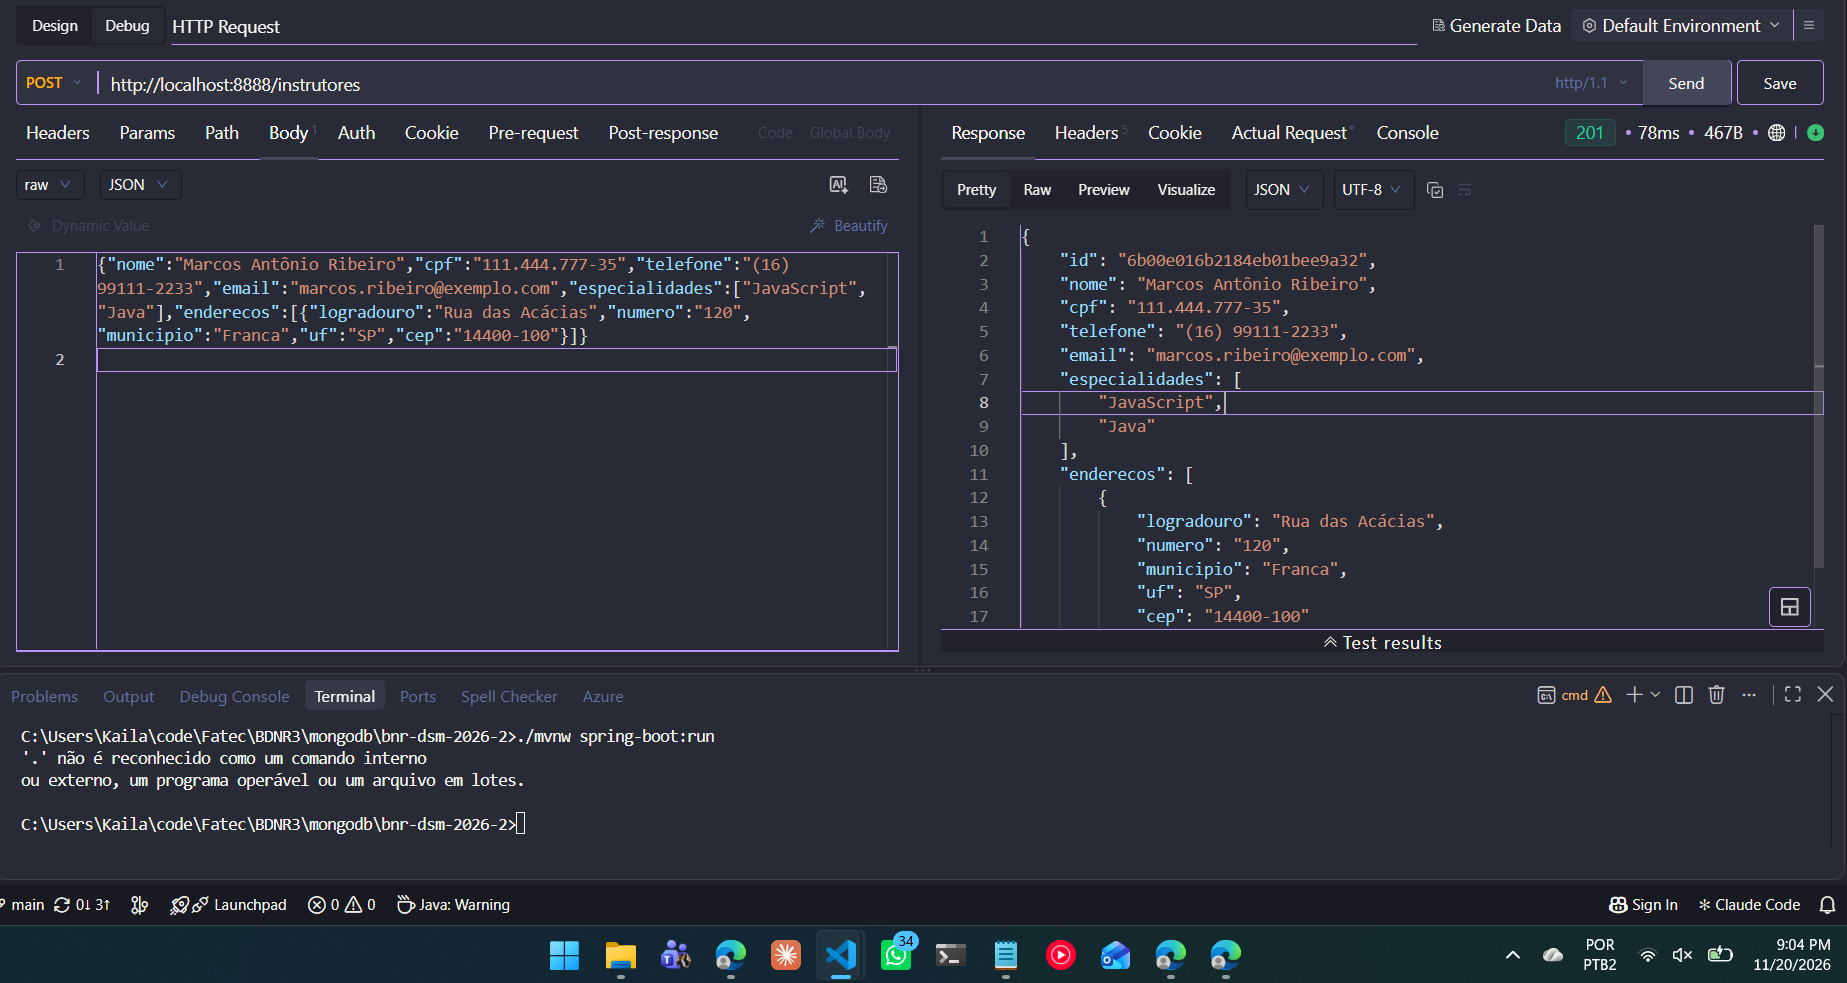 Design Debug HTTP Request Generate Data Default Environment
POST http://localhost:8888/instrutores http/1.1 Send Save
Headers Params Path Body 1 Auth Cookie Pre-request Post-response Code Global Body
raw JSON
Dynamic Value Beautify
1 {"nome":"Marcos Antônio Ribeiro","cpf":"111.444.777-35","telefone":"(16)
99111-2233","email":"marcos.ribeiro@exemplo.com","especialidades":["JavaScript",
"Java"],"enderecos":[{"logradouro":"Rua das Acácias","numero":"120",
"municipio":"Franca","uf":"SP","cep":"14400-100"}]}
2
Response Headers 5 Cookie Actual Request Console 201 • 78ms • 467B •
Pretty Raw Preview Visualize JSON UTF-8
1 {
2 "id": "6b00e016b2184eb01bee9a32",
3 "nome": "Marcos Antônio Ribeiro",
4 "cpf": "111.444.777-35",
5 "telefone": "(16) 99111-2233",
6 "email": "marcos.ribeiro@exemplo.com",
7 "especialidades": [
8 "JavaScript",
9 "Java"
10 ],
11 "enderecos": [
12 {
13 "logradouro": "Rua das Acácias",
14 "numero": "120",
15 "municipio": "Franca",
16 "uf": "SP",
17 "cep": "14400-100"
Test results
Problems Output Debug Console Terminal Ports Spell Checker Azure cmd
C:\Users\Kaila\code\Fatec\BDNR3\mongodb\bnr-dsm-2026-2>./mvnw spring-boot:run
'.' não é reconhecido como um comando interno
ou externo, um programa operável ou um arquivo em lotes.
C:\Users\Kaila\code\Fatec\BDNR3\mongodb\bnr-dsm-2026-2>
main 0↓ 3↑ Launchpad 0 0 Java: Warning Sign In Claude Code
34
POR
PTB2
9:04 PM
11/20/2026